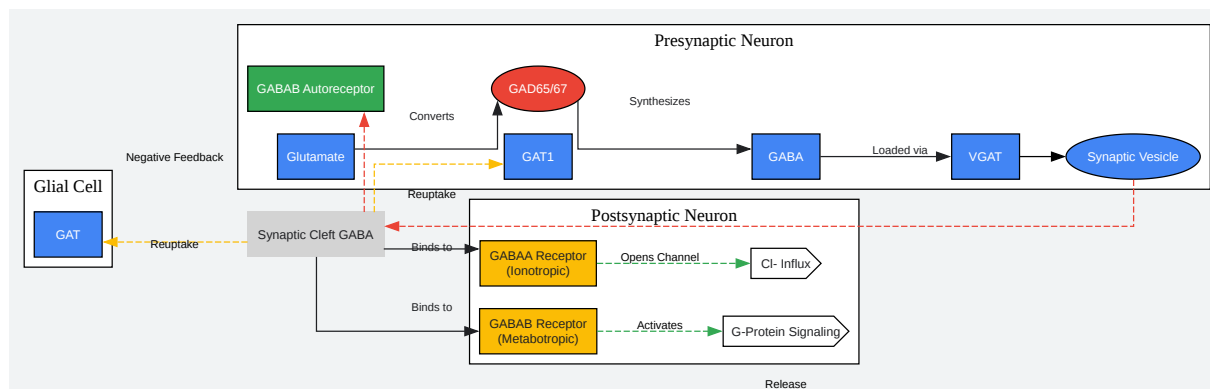 Presynaptic Neuron
GABAB Autoreceptor
GAD65/67
Converts
Synthesizes
Glutamate
GAT1
GABA
Loaded via
VGAT
Synaptic Vesicle
Negative Feedback
Glial Cell
GAT
Reuptake
Reuptake
Synaptic Cleft GABA
Postsynaptic Neuron
Binds to
GABAA Receptor
(Ionotropic)
Opens Channel
Cl- Influx
Binds to
GABAB Receptor
(Metabotropic)
Activates
G-Protein Signaling
Release